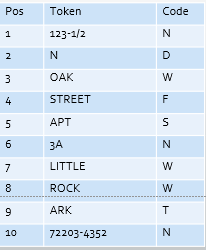 Pos Token Code
1 123-1/2 N
2 N D
3 OAK W
4 STREET F
5 APT S
6 3A N
7 LITTLE W
8 ROCK W
9 ARK T
10 72203-4352 N